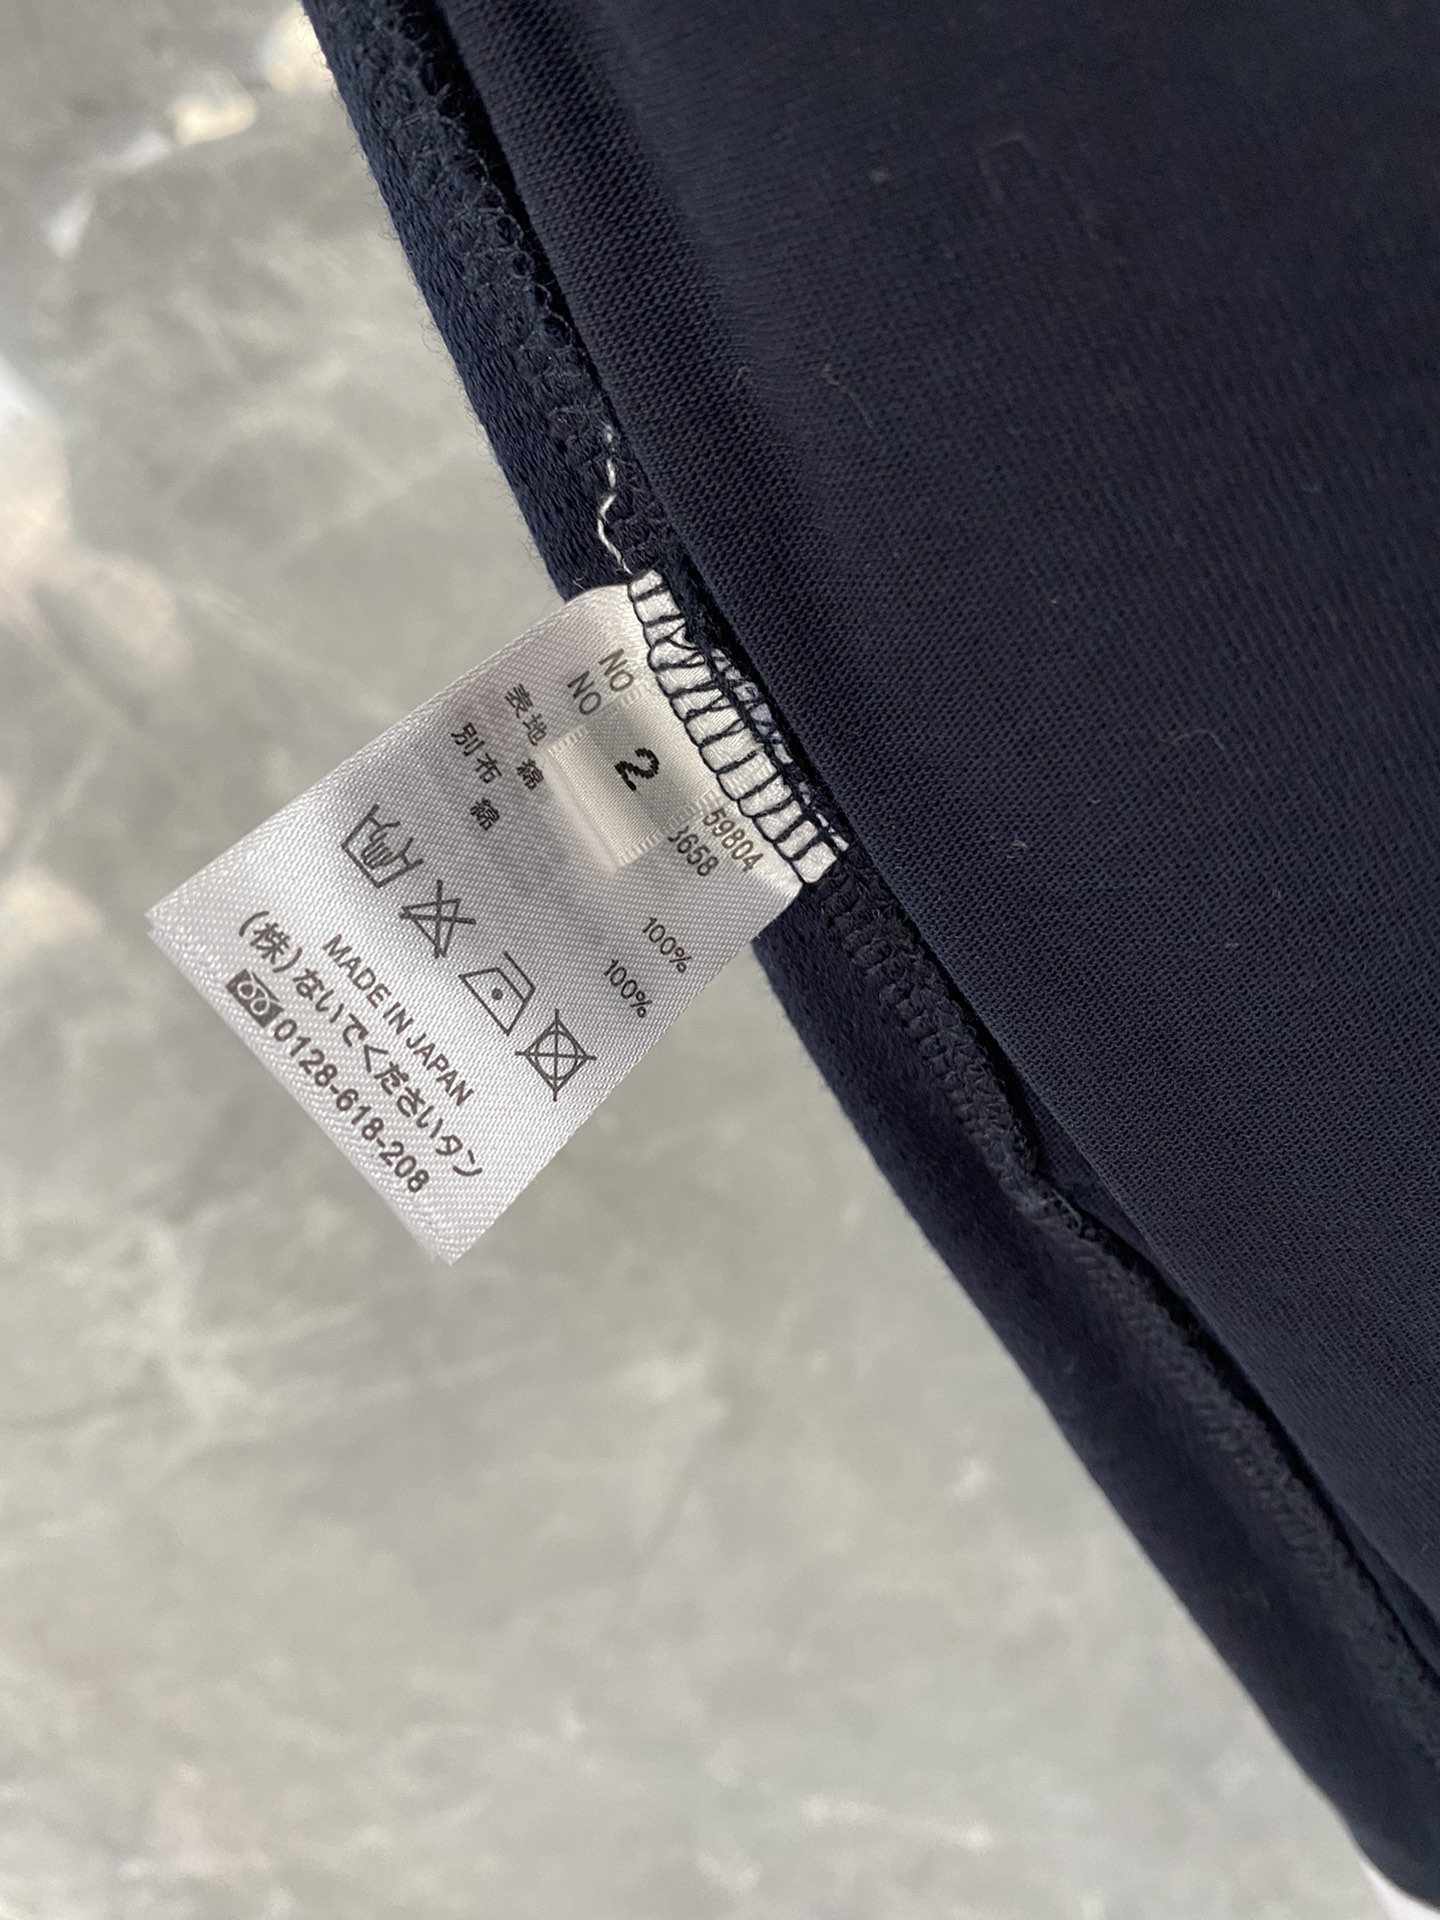 NO 59804
NO 3658
2
表地 綿 100%
別布 綿 100%
MADE IN JAPAN
(株)ないでくださいタン
0128-618-208